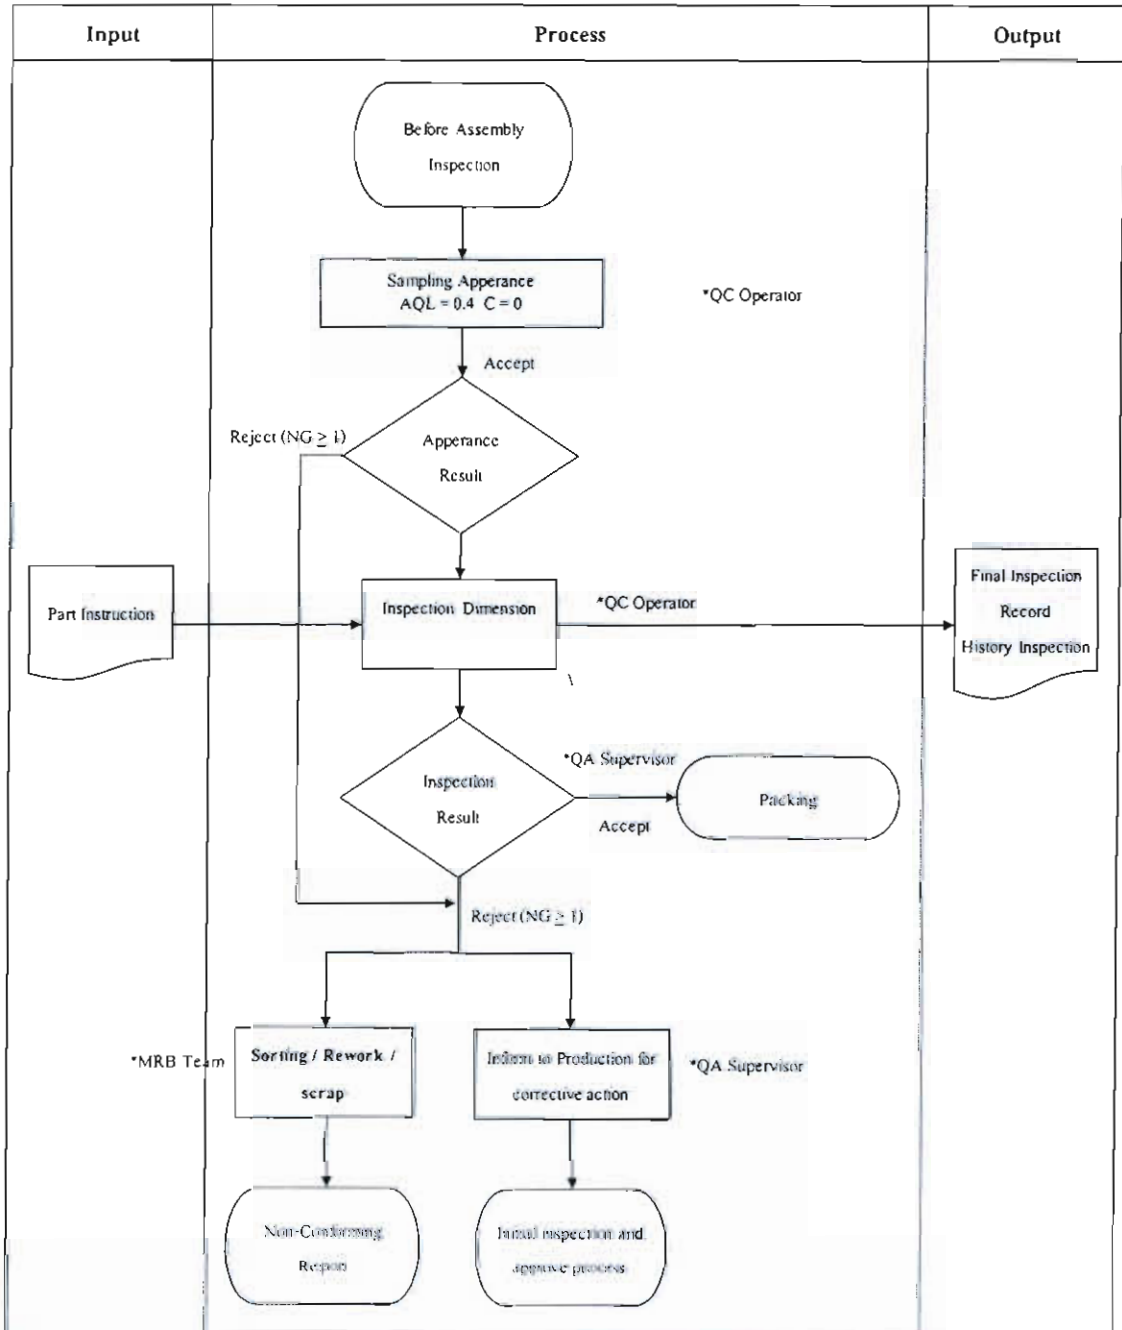 Input
Process
Output
Before Assembly
Inspection
Sampling Apperance
AQL = 0.4 C = 0
*QC Operator
Accept
Reject (NG ≥ 1)
Apperance
Result
Part Instruction
Inspection Dimension
*QC Operator
Final Inspection
Record
History Inspection
Inspection
Result
*QA Supervisor
Accept
Packing
Reject (NG ≥ 1)
*MRB Team
Sorting / Rework /
scrap
Inform to Production for
corrective action
*QA Supervisor
Non-Conforming
Report
Initial inspection and
approve process